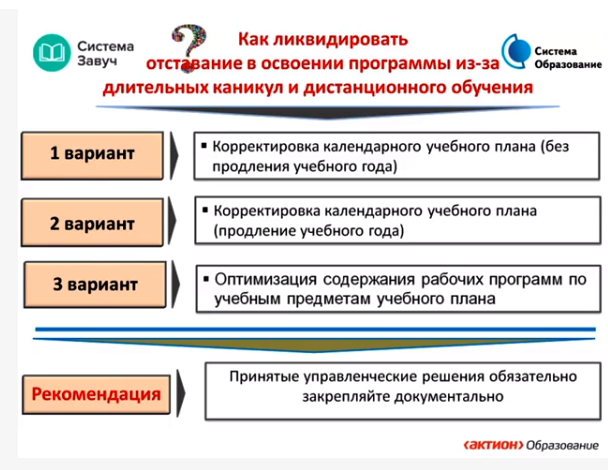 Система
Завуч
?
Как ликвидировать
отставание в освоении программы из-за
длительных каникул и дистанционного обучения
Система
Образование
1 вариант
▪ Корректировка календарного учебного плана (без
продления учебного года)
2 вариант
▪ Корректировка календарного учебного плана
(продление учебного года)
3 вариант
▪ Оптимизация содержания рабочих программ по
учебным предметам учебного плана
Рекомендация
Принятые управленческие решения обязательно
закрепляйте документально
‹актион› Образование